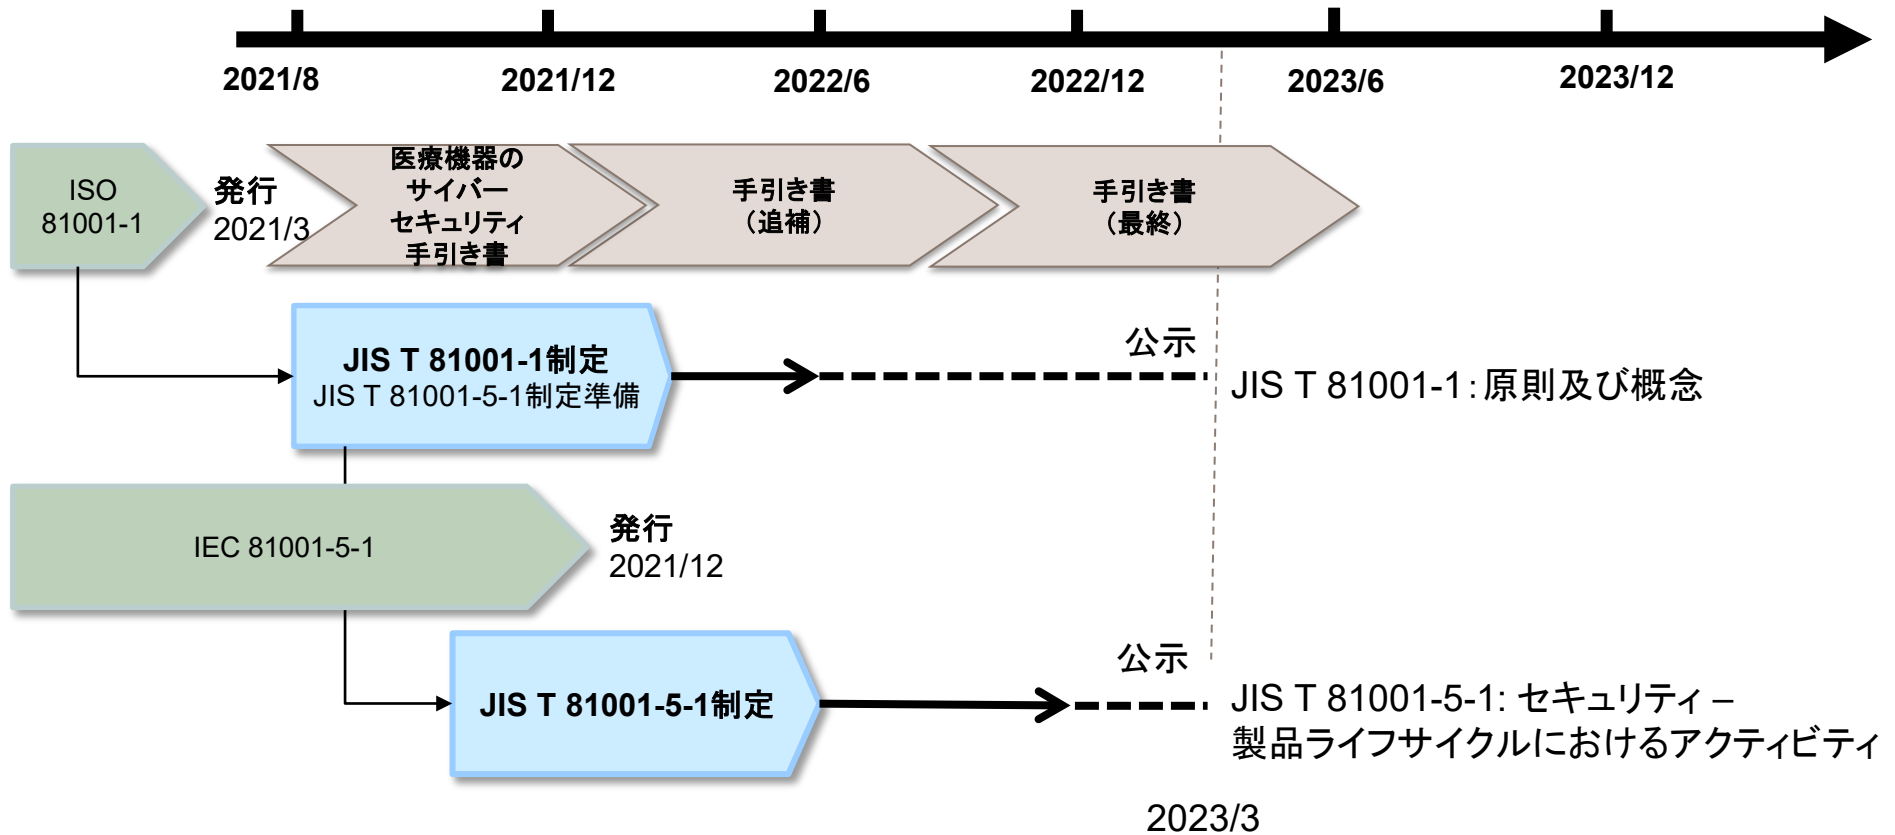 2021/8
2021/12
2022/6
2022/12
2023/6
2023/12
ISO
81001-1
発行
2021/3
医療機器の
サイバー
セキュリティ
手引き書
手引き書
（追補）
手引き書
（最終）
JIS T 81001-1制定
JIS T 81001-5-1制定準備
公示
JIS T 81001-1：原則及び概念
IEC 81001-5-1
発行
2021/12
JIS T 81001-5-1制定
公示
JIS T 81001-5-1: セキュリティ –
製品ライフサイクルにおけるアクティビティ
2023/3